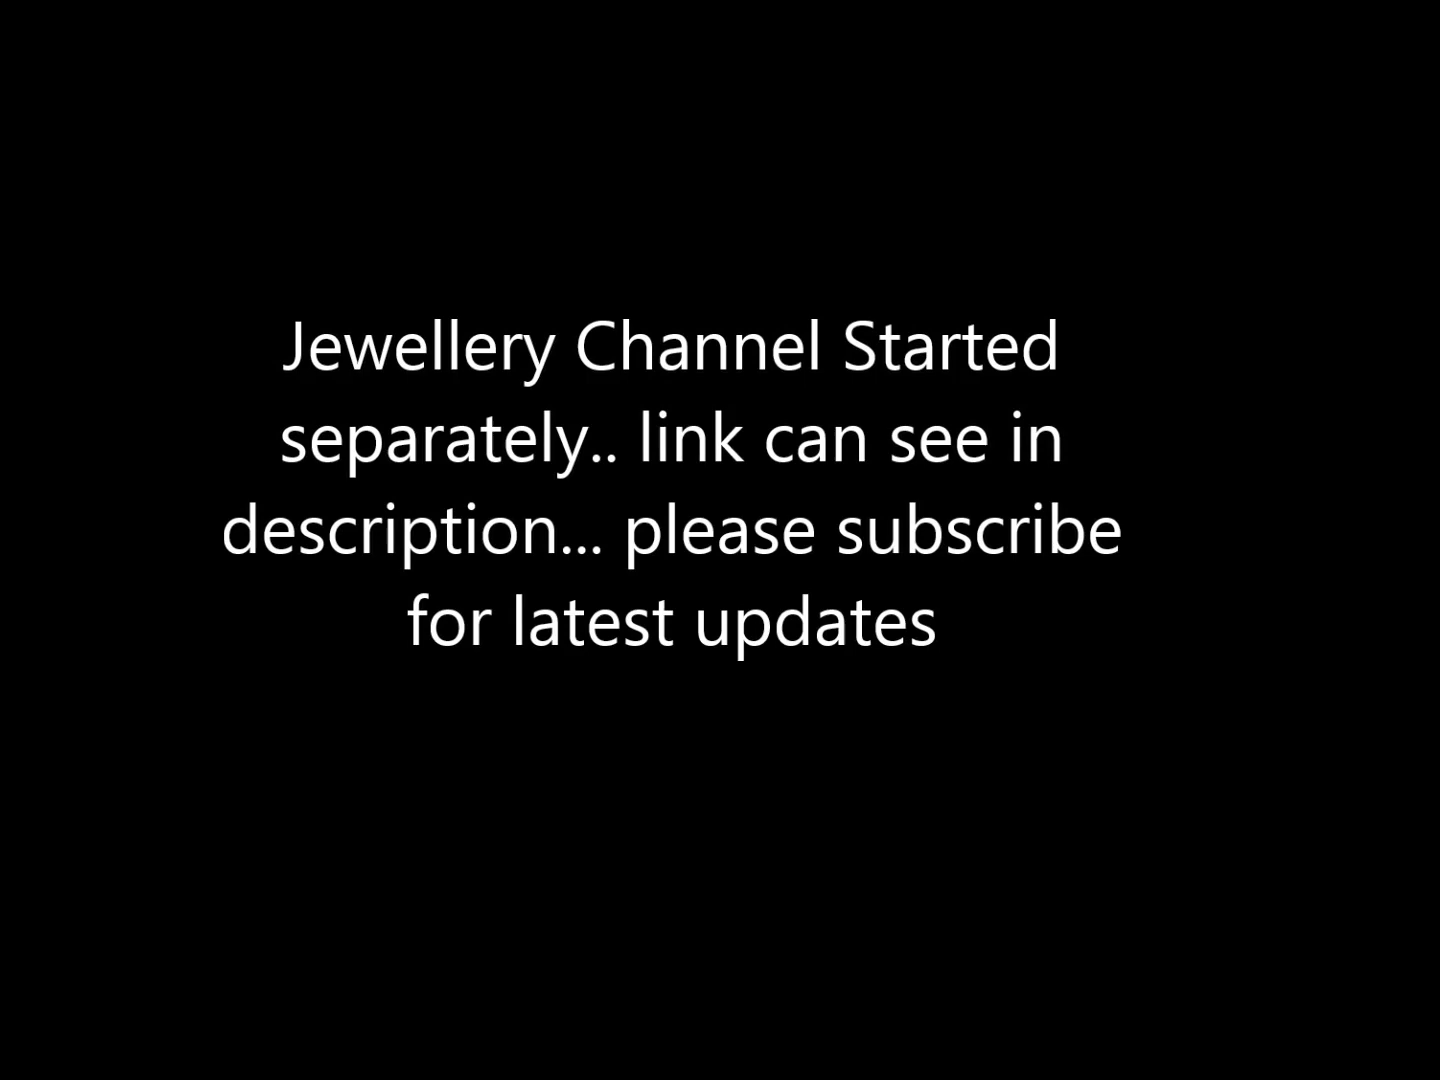 Jewellery Channel Started
separately.. link can see in
description... please subscribe
for latest updates